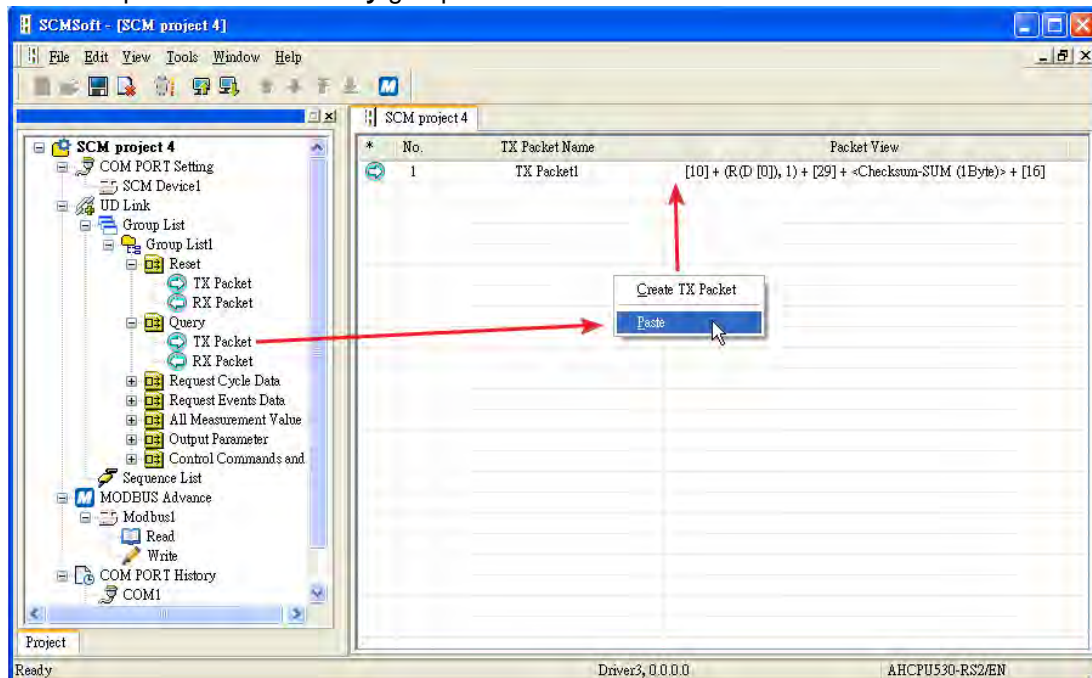 SCMSoft - [SCM project 4]
File Edit View Tools Window Help
SCM project 4
COM PORT Setting
SCM Device1
UD Link
Group List
Group List1
Reset
TX Packet
RX Packet
Query
TX Packet
RX Packet
Request Cycle Data
Request Events Data
All Measurement Value
Output Parameter
Control Commands and
Sequence List
MODBUS Advance
Modbus1
Read
Write
COM PORT History
COM1
Project
SCM project 4
* No. TX Packet Name Packet View
1 TX Packet1 [10] + (R(D [0]), 1) + [29] + <Checksum-SUM (1Byte)> + [16]
Create TX Packet
Paste
Ready Driver3, 0.0.0.0 AHCPU530-RS2/EN